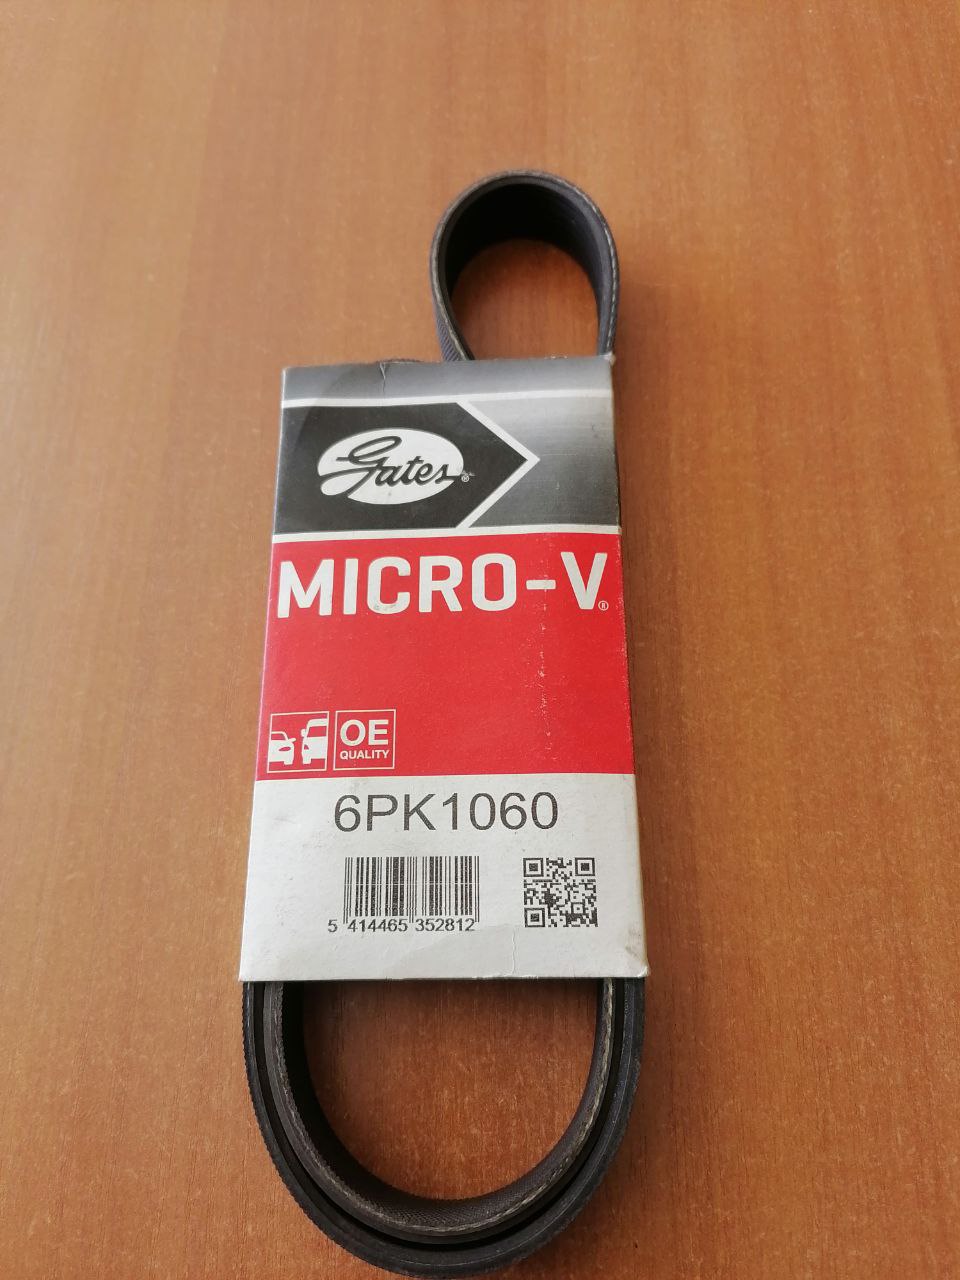 Gates®
MICRO-V®
OE
QUALITY
6PK1060
5 414465 352812